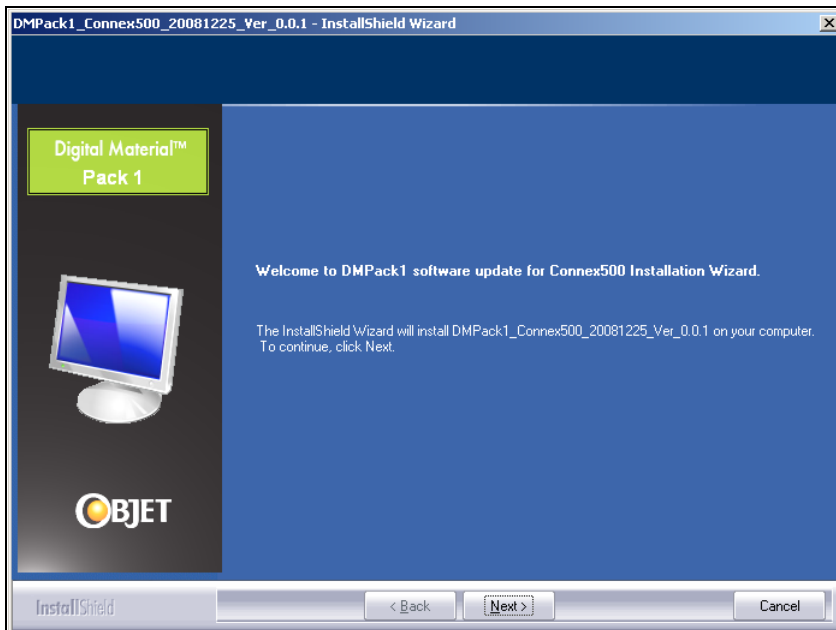 DMPack1_Connex500_20081225_Ver_0.0.1 - InstallShield Wizard
Digital Material™
Pack 1
Welcome to DMPack1 software update for Connex500 Installation Wizard.
The InstallShield Wizard will install DMPack1_Connex500_20081225_Ver_0.0.1 on your computer.
To continue, click Next.
OBJET
InstallShield
< Back
Next >
Cancel